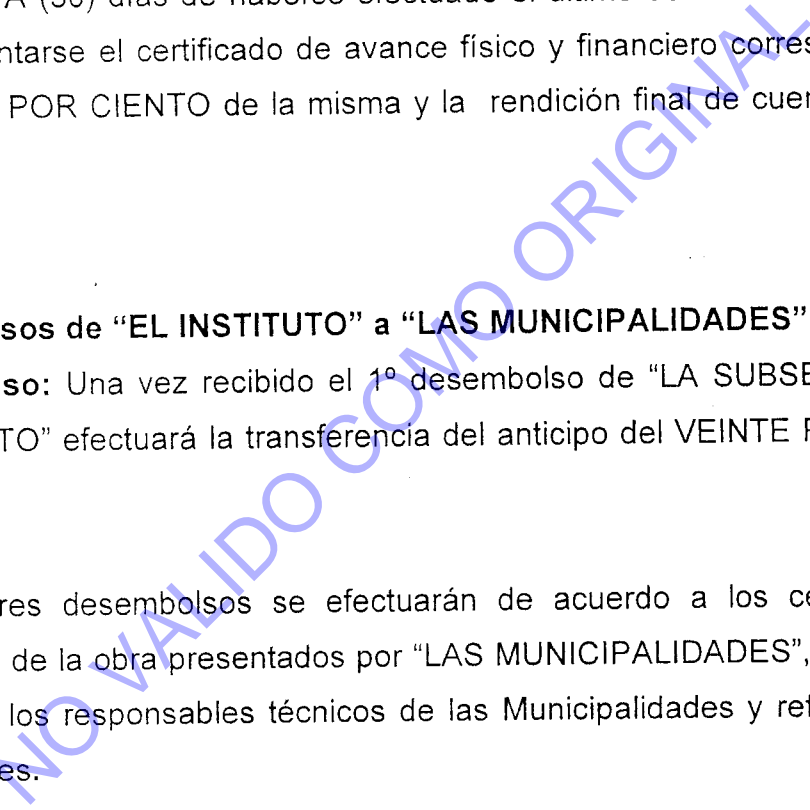 A (30) días de haberse efectuado el último
ntarse el certificado de avance físico y financiero corres
POR CIENTO de la misma y la rendición final de cuen
sos de “EL INSTITUTO” a “LAS MUNICIPALIDADES”
so: Una vez recibido el 1º desembolso de “LA SUBSE
TO” efectuará la transferencia del anticipo del VEINTE P
res desembolsos se efectuarán de acuerdo a los ce
de la obra presentados por “LAS MUNICIPALIDADES”,
los responsables técnicos de las Municipalidades y ref
es.
NO VALIDO COMO ORIGINAL